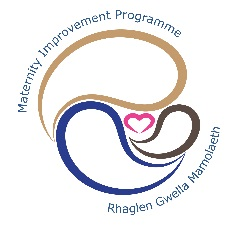 Maternity Improvement Programme
Rhaglen Gwella Mamolaeth